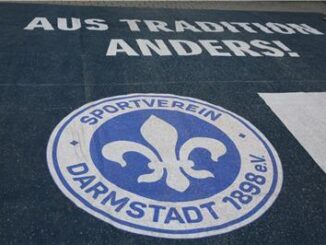 AUS TRADITION
ANDERS!
SPORTVEREIN
DARMSTADT 1898 e.V.